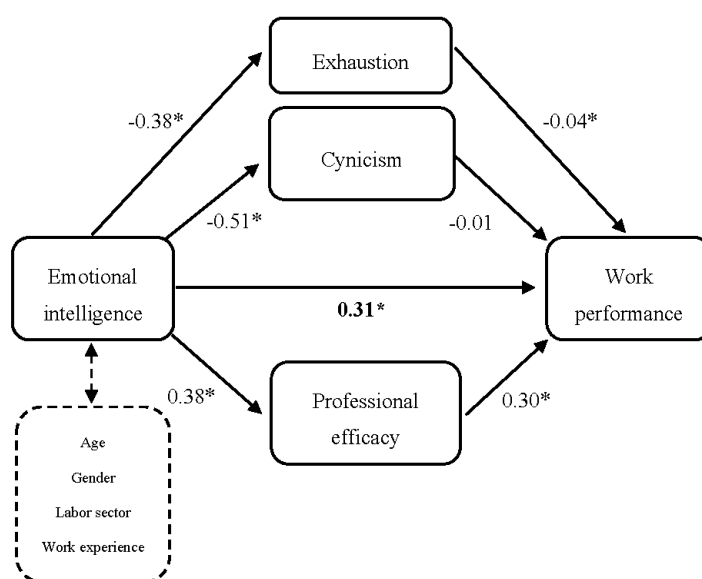 Exhaustion
-0.38*
-0.04*
Cynicism
-0.51*
-0.01
Emotional
intelligence
Work
performance
0.31*
0.38*
Professional
efficacy
0.30*
Age
Gender
Labor sector
Work experience